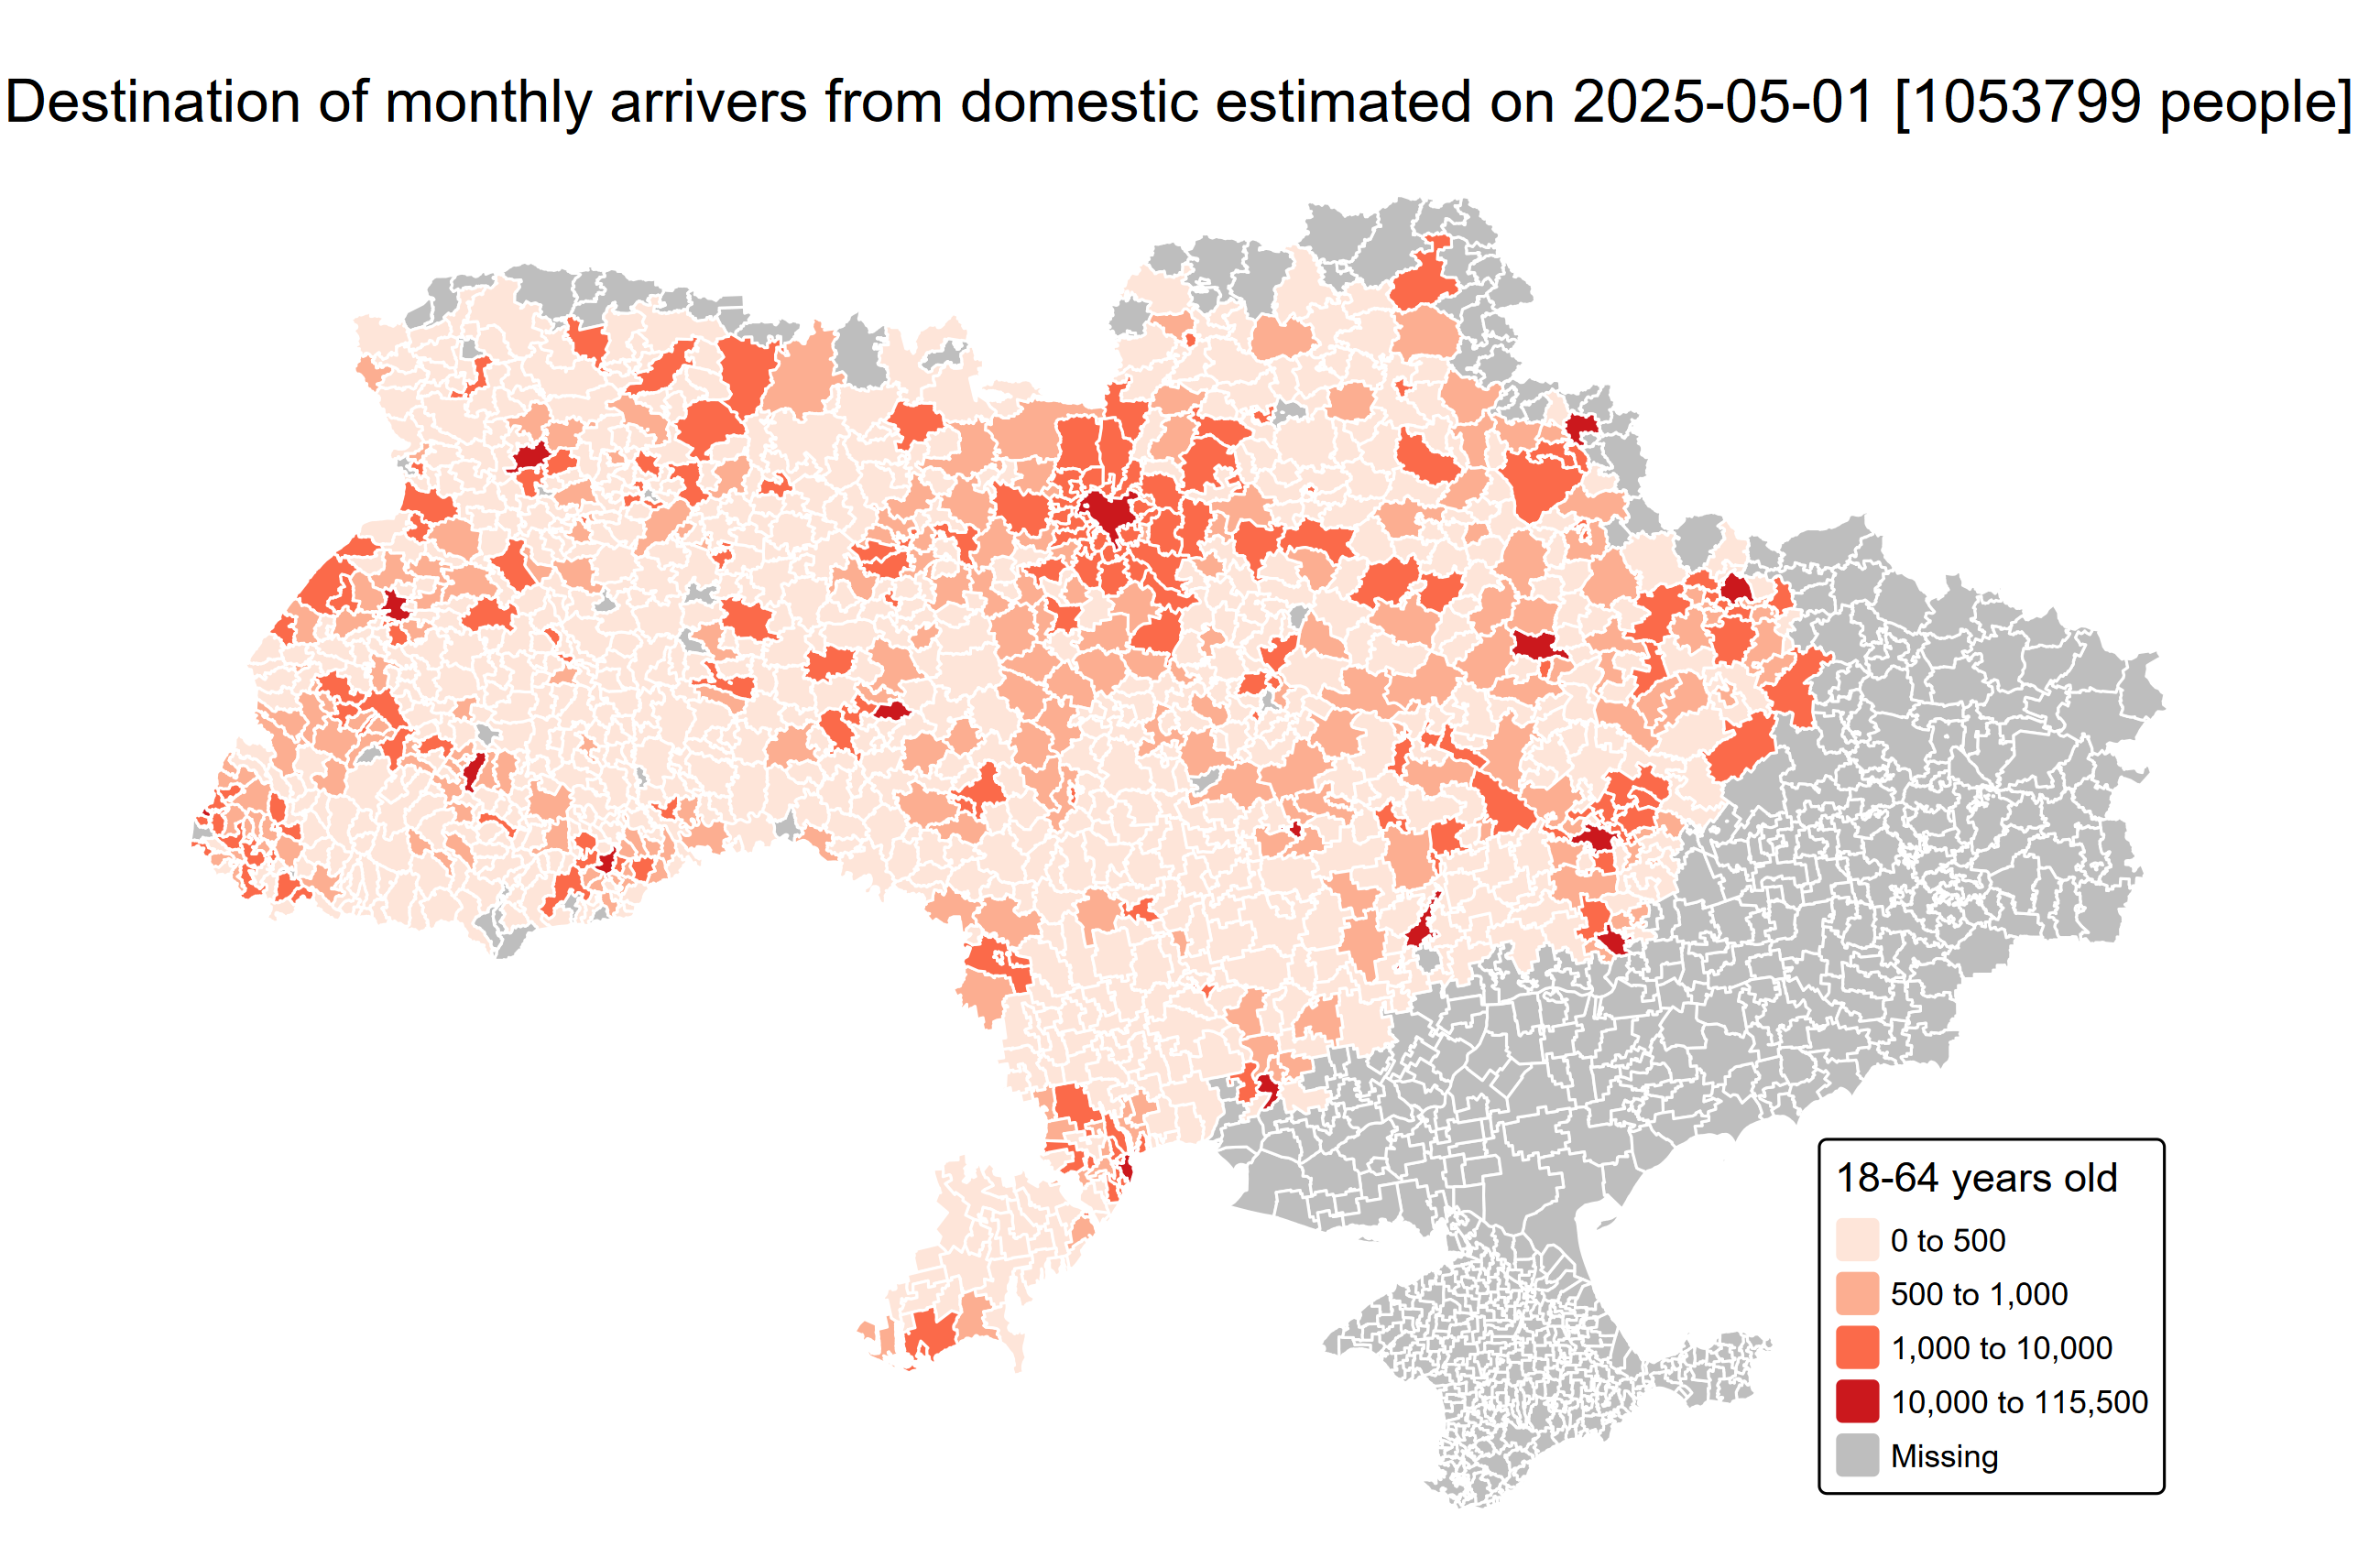 Destination of monthly arrivers from domestic estimated on 2025-05-01 [1053799 people]
18-64 years old
0 to 500
500 to 1,000
1,000 to 10,000
10,000 to 115,500
Missing